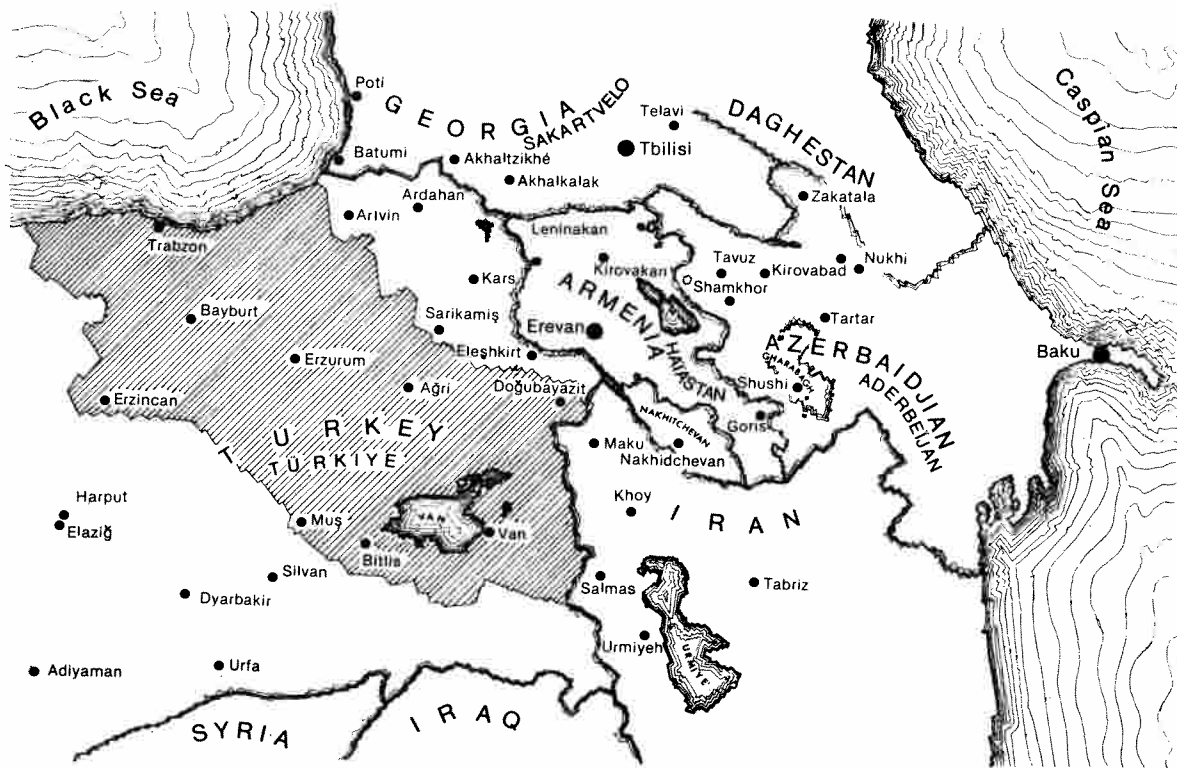 Black Sea
Poti
GEORGIA
SAKARTVELO
Telavi
DAGHESTAN
Caspian Sea
Batumi
Akhaltzikhé
Tbilisi
Akhalkalak
Ardahan
Zakatala
Artvin
Trabzon
Leninakan
Tavuz
Kirovabad
Nukhi
Kars
Kirovakan
Shamkhor
ARMENIA
HAIASTAN
Bayburt
Sarikamiş
Erevan
Tartar
AZERBAIDJIAN
ADERBEIJAN
Baku
Erzurum
Eleşhkirt
GHARABAGH
Shushi
Erzincan
Ağri
Doğubayazit
NAKHITCHEVAN
Goris
TURKEY
TÜRKIYE
Maku
Nakhidchevan
Harput
Elaziğ
Khoy
IRAN
Muş
VAN
Van
Bitlis
Silvan
Salmas
Tabriz
Dyarbakir
Urmiyeh
URMIYE
Adiyaman
Urfa
SYRIA
IRAQ